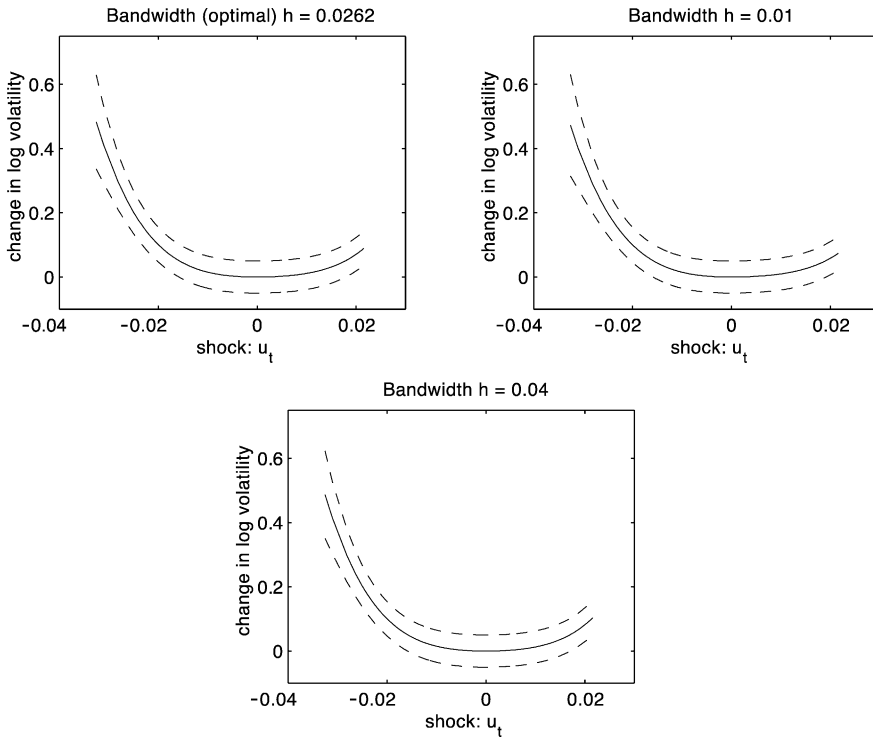 Bandwidth (optimal) h = 0.0262
change in log volatility
0.6
0.4
0.2
0
-0.04
-0.02
0
0.02
shock: u_t
Bandwidth h = 0.01
change in log volatility
0.6
0.4
0.2
0
-0.04
-0.02
0
0.02
shock: u_t
Bandwidth h = 0.04
change in log volatility
0.6
0.4
0.2
0
-0.04
-0.02
0
0.02
shock: u_t